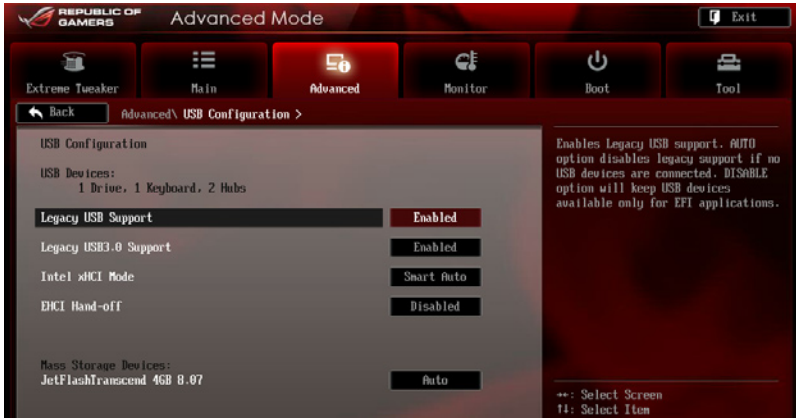 REPUBLIC OF
GAMERS
Advanced Mode
Exit
Extreme Tweaker
Main
Advanced
Monitor
Boot
Tool
Back
Advanced\ USB Configuration >
USB Configuration
USB Devices:
1 Drive, 1 Keyboard, 2 Hubs
Legacy USB Support
Enabled
Legacy USB3.0 Support
Enabled
Intel xHCI Mode
Smart Auto
EHCI Hand-off
Disabled
Mass Storage Devices:
JetFlashTranscend 4GB 8.07
Auto
Enables Legacy USB support. AUTO
option disables legacy support if no
USB devices are connected. DISABLE
option will keep USB devices
available only for EFI applications.
→←: Select Screen
↑↓: Select Item